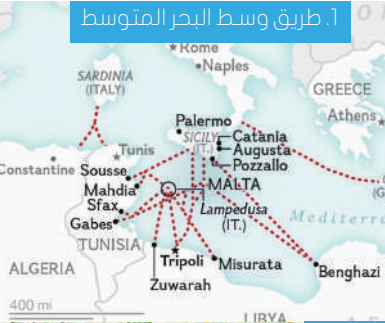 1. طريق وسط البحر المتوسط
Rome
Naples
SARDINIA
(ITALY)
GREECE
Athens
Palermo
SICILY
(IT.)
Catania
Augusta
Pozzallo
Tunis
Constantine
Sousse
Mahdia
MALTA
Sfax
Lampedusa
(IT.)
Gabes
Mediterr
TUNISIA
Tripoli
Misurata
Benghazi
ALGERIA
Zuwarah
400 mi
LIBYA